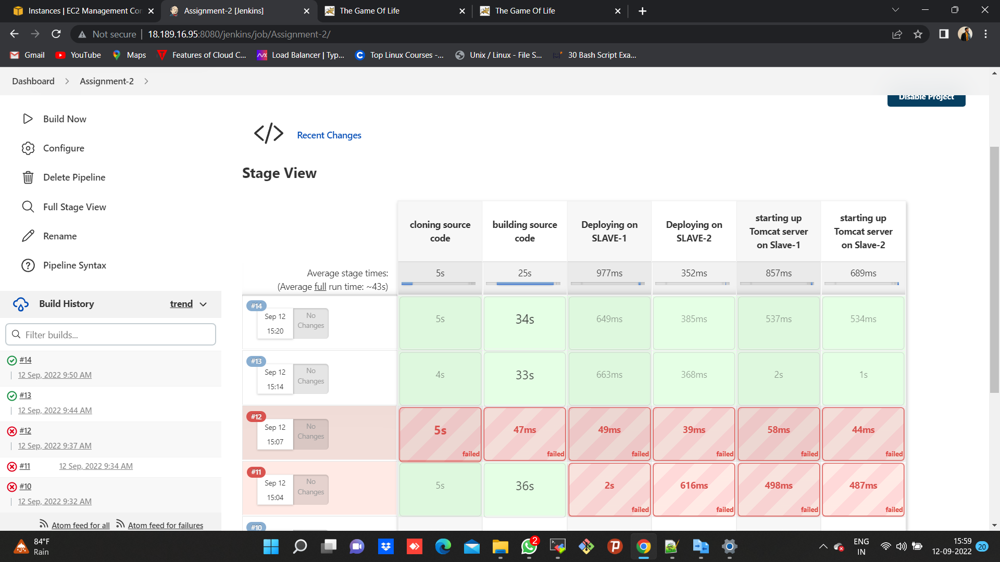 Instances | EC2 Management Con
Assignment-2 [Jenkins]
The Game Of Life
The Game Of Life
Not secure
18.189.16.95:8080/jenkins/job/Assignment-2/
Gmail
YouTube
Maps
Features of Cloud C...
Load Balancer | Typ...
Top Linux Courses -...
Unix / Linux - File S...
30 Bash Script Exa...
Dashboard
Assignment-2
Disable Project
Build Now
Configure
Delete Pipeline
Full Stage View
Rename
Pipeline Syntax
Build History
trend
Filter builds...
#14
12 Sep, 2022 9:50 AM
#13
12 Sep, 2022 9:44 AM
#12
12 Sep, 2022 9:37 AM
#11
12 Sep, 2022 9:34 AM
#10
12 Sep, 2022 9:32 AM
Atom feed for all
Atom feed for failures
</> Recent Changes
Stage View
cloning source
code
building source
code
Deploying on
SLAVE-1
Deploying on
SLAVE-2
starting up
Tomcat server
on Slave-1
starting up
Tomcat server
on Slave-2
Average stage times:
(Average full run time: ~43s)
5s
25s
977ms
352ms
857ms
689ms
#14
Sep 12
15:20
No
Changes
5s
34s
649ms
385ms
537ms
534ms
#13
Sep 12
15:14
No
Changes
4s
33s
663ms
368ms
2s
1s
#12
Sep 12
15:07
No
Changes
5s
failed
47ms
failed
49ms
failed
39ms
failed
58ms
failed
44ms
failed
#11
Sep 12
15:04
No
Changes
5s
36s
2s
failed
616ms
failed
498ms
failed
487ms
failed
#10
84°F
Rain
2
ENG
IN
15:59
12-09-2022
20